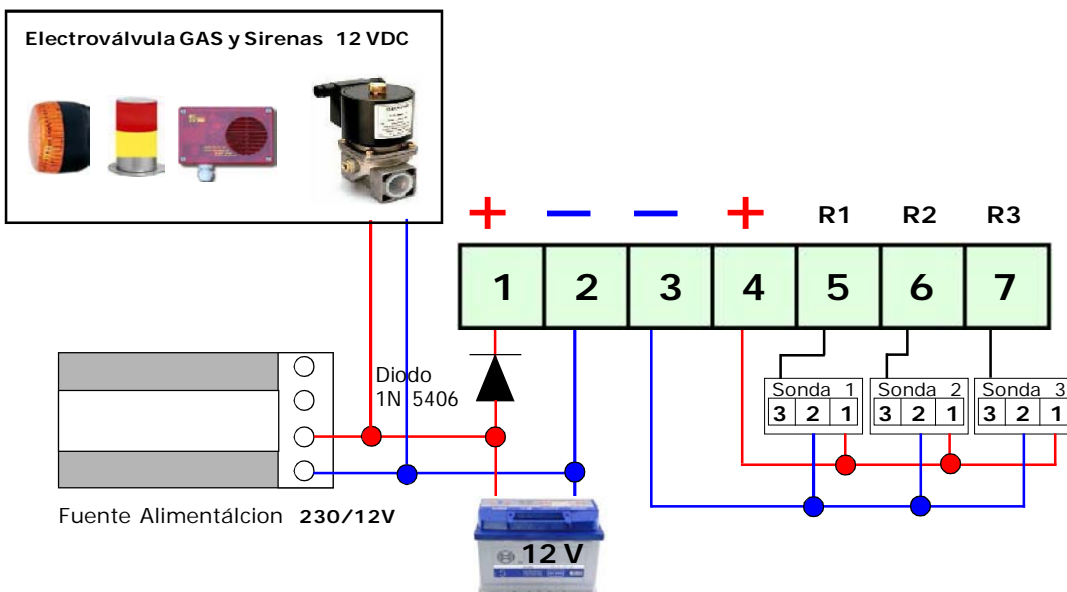 Electroválvula GAS y Sirenas 12 VDC
+ — — + R1 R2 R3
1 2 3 4 5 6 7
Diodo
1N 5406
Sonda 1 Sonda 2 Sonda 3
3 2 1 3 2 1 3 2 1
Fuente Alimentálcion 230/12V
12 V